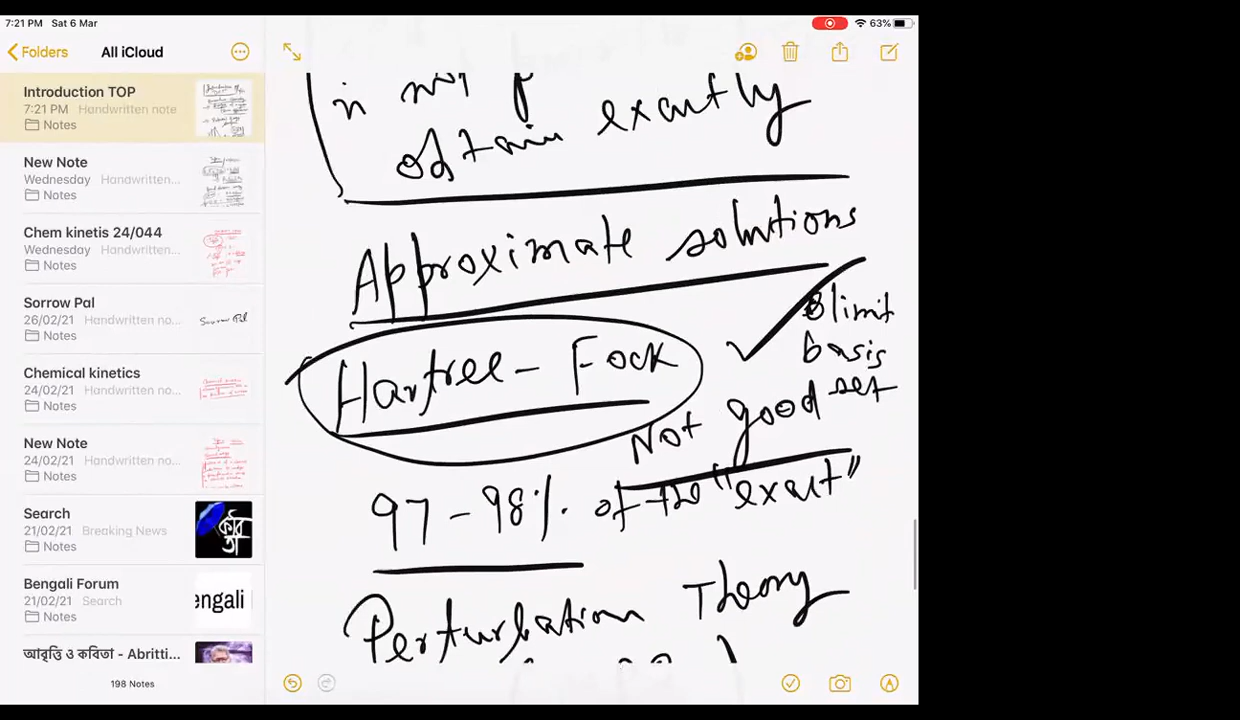 7:21 PM Sat 6 Mar
63%
Folders
All iCloud
Introduction TOP
7:21 PM Handwritten note
Notes
New Note
Wednesday Handwritten...
Notes
Chem kinetis 24/044
Wednesday Handwritten...
Notes
Sorrow Pal
26/02/21 Handwritten no...
Notes
Chemical kinetics
24/02/21 Handwritten no...
Notes
New Note
24/02/21 Handwritten no...
Notes
Search
21/02/21 Breaking News
Notes
Bengali Forum
21/02/21 Search
Notes
engali
আবৃত্তি ও কবিতা - Abritti...
198 Notes
obtain exactly
Approximate solutions
limit
basis
set
Hartree - Fock
Not good
97 - 98%. of the "exact"
Perturbation Theory